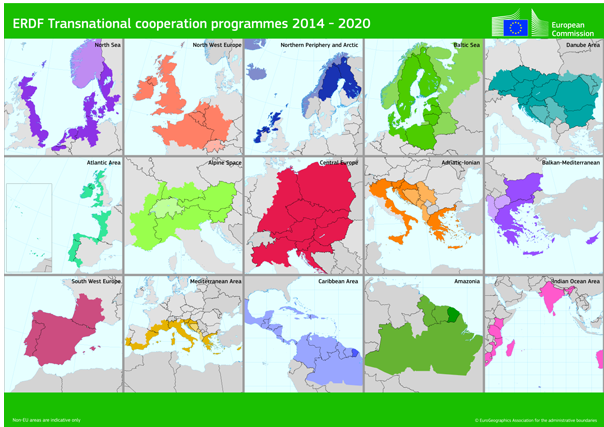 ERDF Transnational cooperation programmes 2014 - 2020
European
Commission
North Sea
North West Europe
Northern Periphery and Arctic
Baltic Sea
Danube Area
Atlantic Area
Alpine Space
Central Europe
Adriatic-Ionian
Balkan-Mediterranean
South West Europe
Mediterranean Area
Caribbean Area
Amazonia
Indian Ocean Area
Non EU areas are indicative only
© EuroGeographics Association for the administrative boundaries